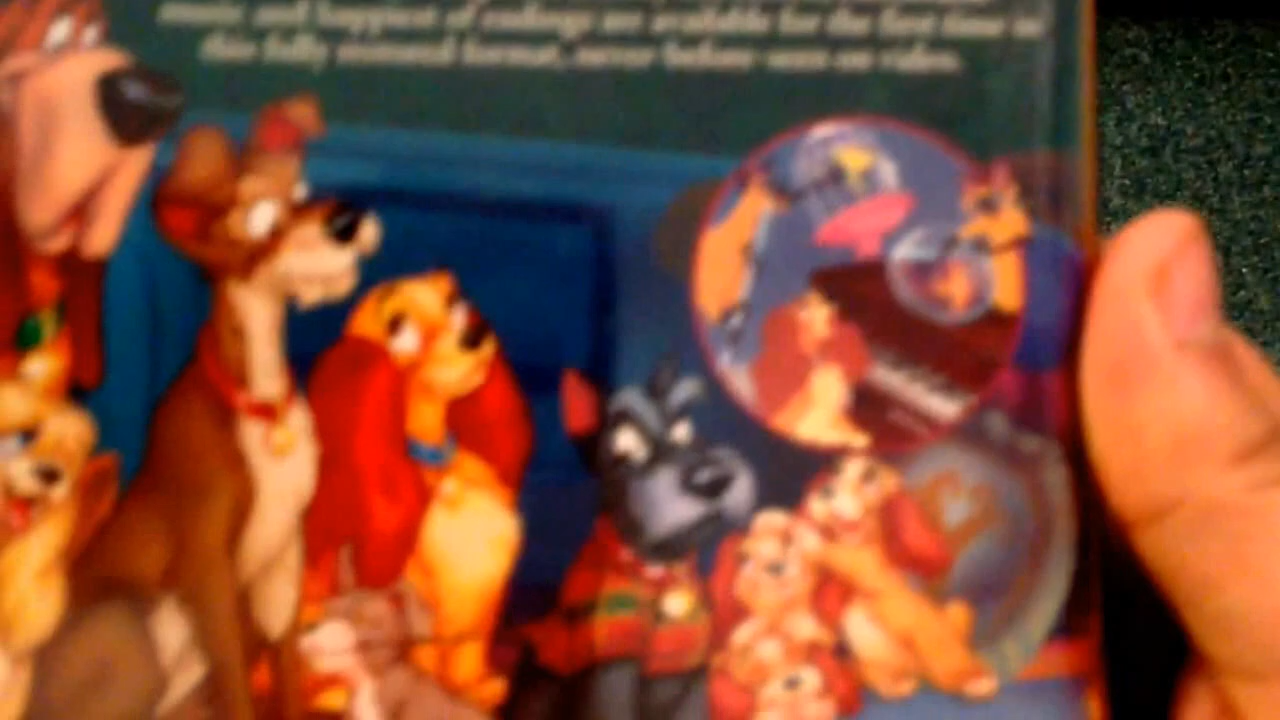 music and happiest of endings are available for the first time in
this fully restored format, never before seen on video.